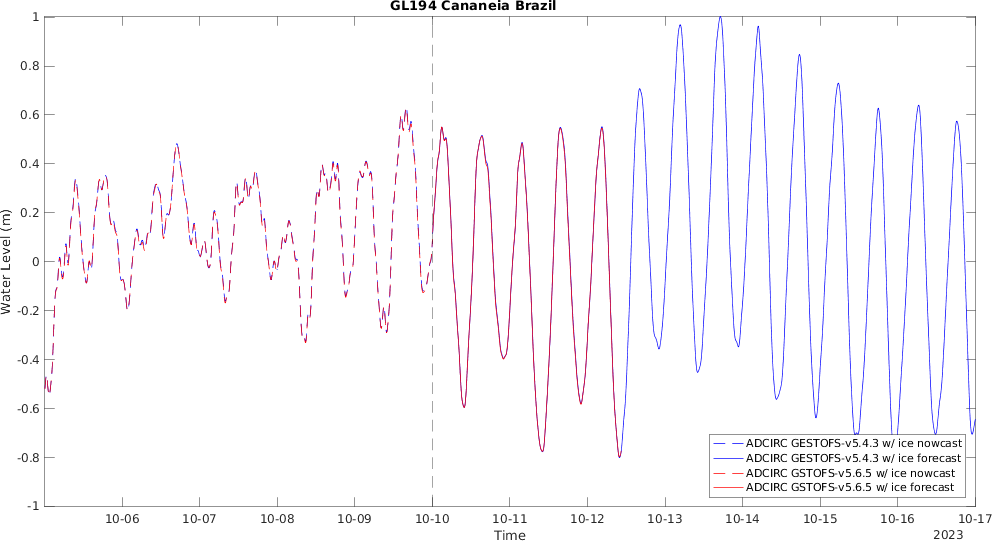 GL194 Cananeia Brazil
1
0.8
0.6
0.4
0.2
0
-0.2
-0.4
-0.6
-0.8
-1
Water Level (m)
ADCIRC GESTOFS-v5.4.3 w/ ice nowcast
ADCIRC GESTOFS-v5.4.3 w/ ice forecast
ADCIRC GSTOFS-v5.6.5 w/ ice nowcast
ADCIRC GSTOFS-v5.6.5 w/ ice forecast
10-06 10-07 10-08 10-09 10-10 10-11 10-12 10-13 10-14 10-15 10-16 10-17
Time
2023